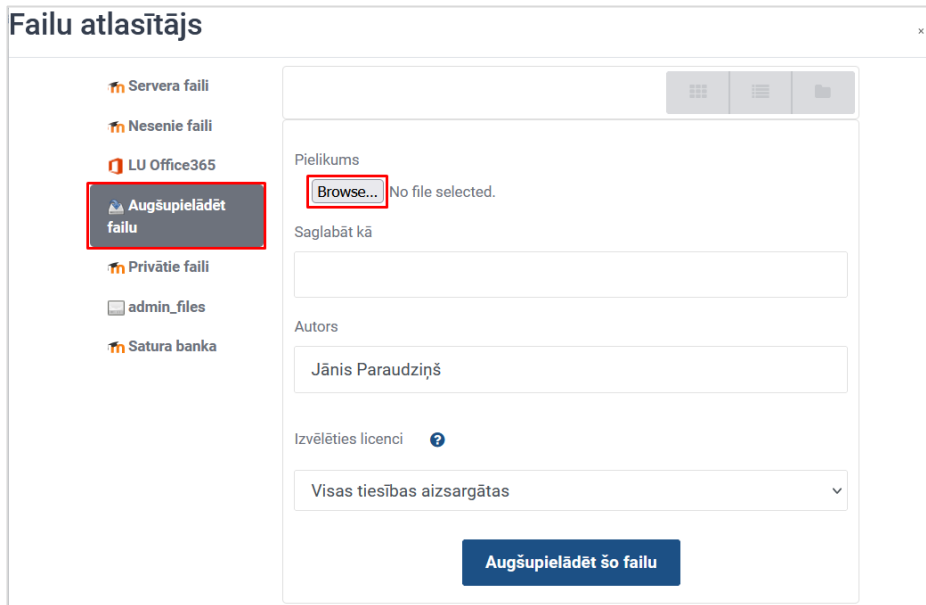 Failu atlasītājs
×
Servera faili
Nesenie faili
LU Office365
Augšupielādēt
failu
Privātie faili
admin_files
Satura banka
Pielikums
Browse... No file selected.
Saglabāt kā
Autors
Jānis Paraudziņš
Izvēlēties licenci ?
Visas tiesības aizsargātas
Augšupielādēt šo failu